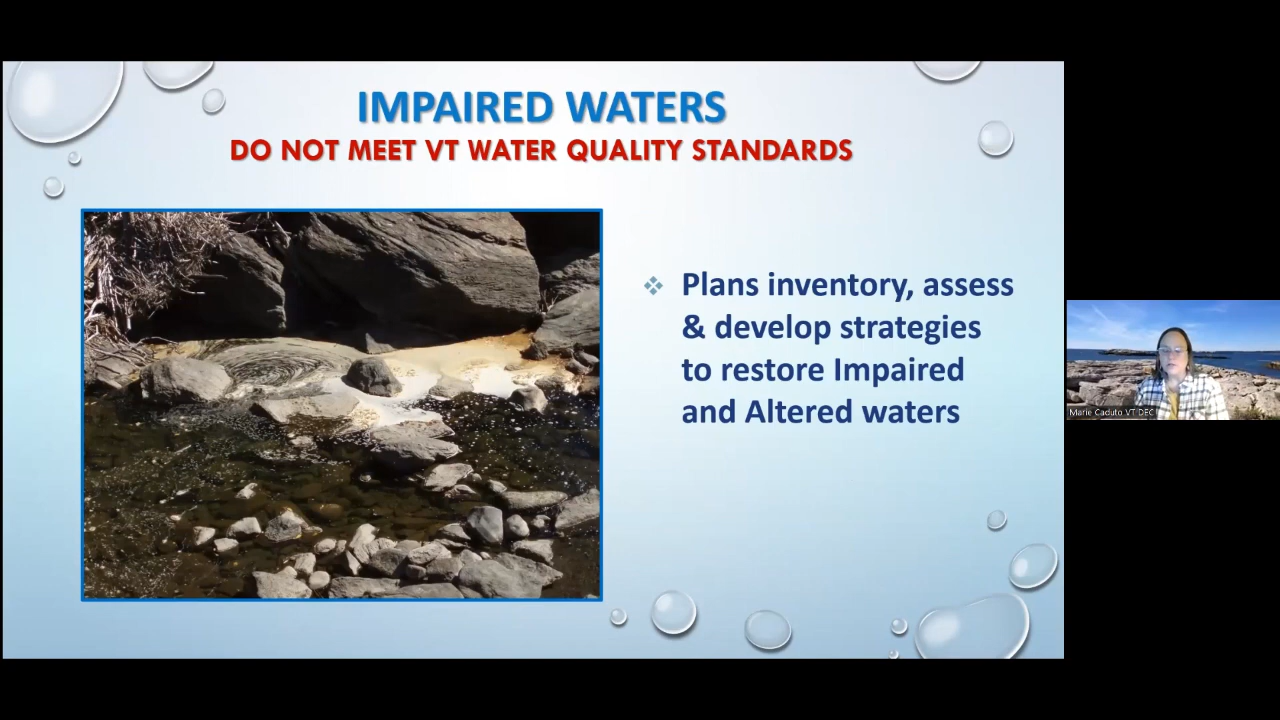 IMPAIRED WATERS
DO NOT MEET VT WATER QUALITY STANDARDS
Plans inventory, assess
& develop strategies
to restore Impaired
and Altered waters
Marie Caduto VT DEC